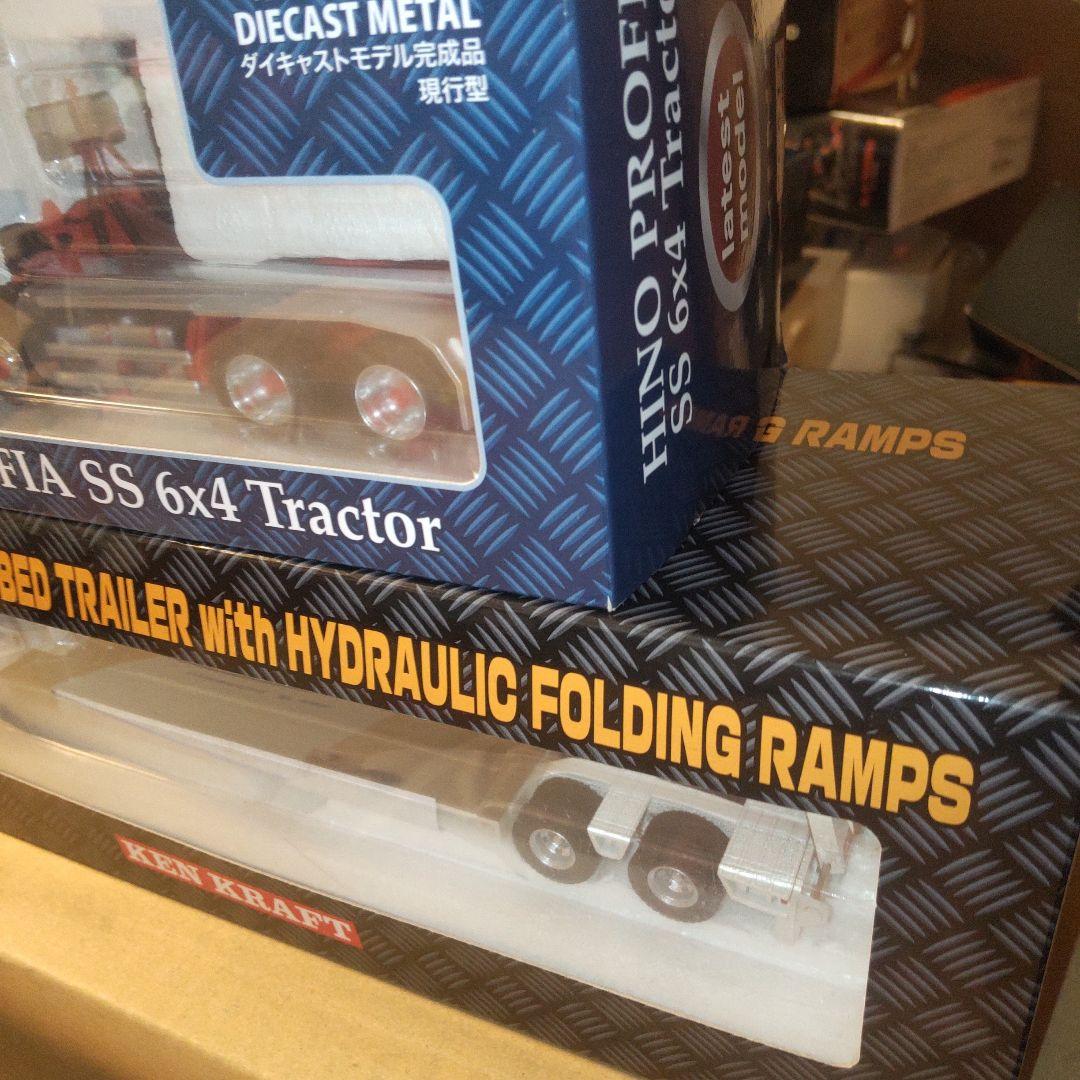 DIECAST METAL
ダイキャストモデル完成品
現行型
FIA SS 6x4 Tractor
HINO PROFI
SS 6x4 Tracto
latest
model
G RAMPS
BED TRAILER with HYDRAULIC FOLDING RAMPS
KEN KRAFT